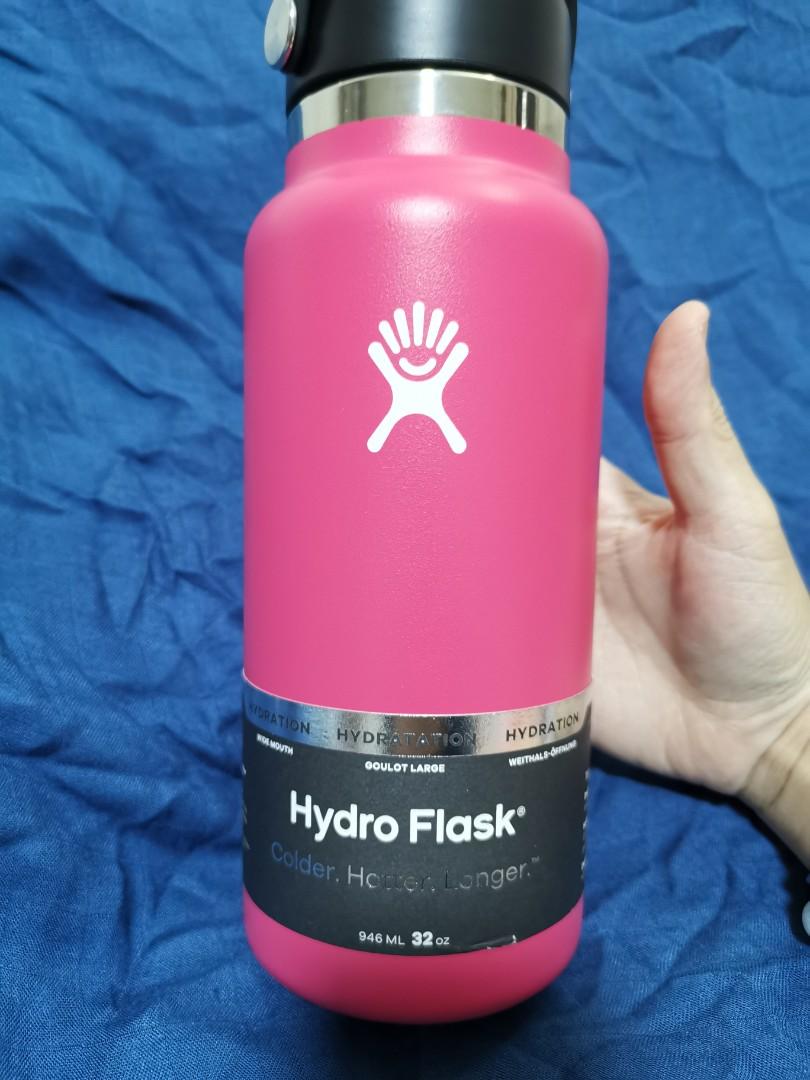 HYDRATION HYDRATATION HYDRATION
WIDE MOUTH GOULOT LARGE WEITHALS-ÖFFNUNG
Hydro Flask®
Colder. Hotter. Longer.™
946 ML 32 oz